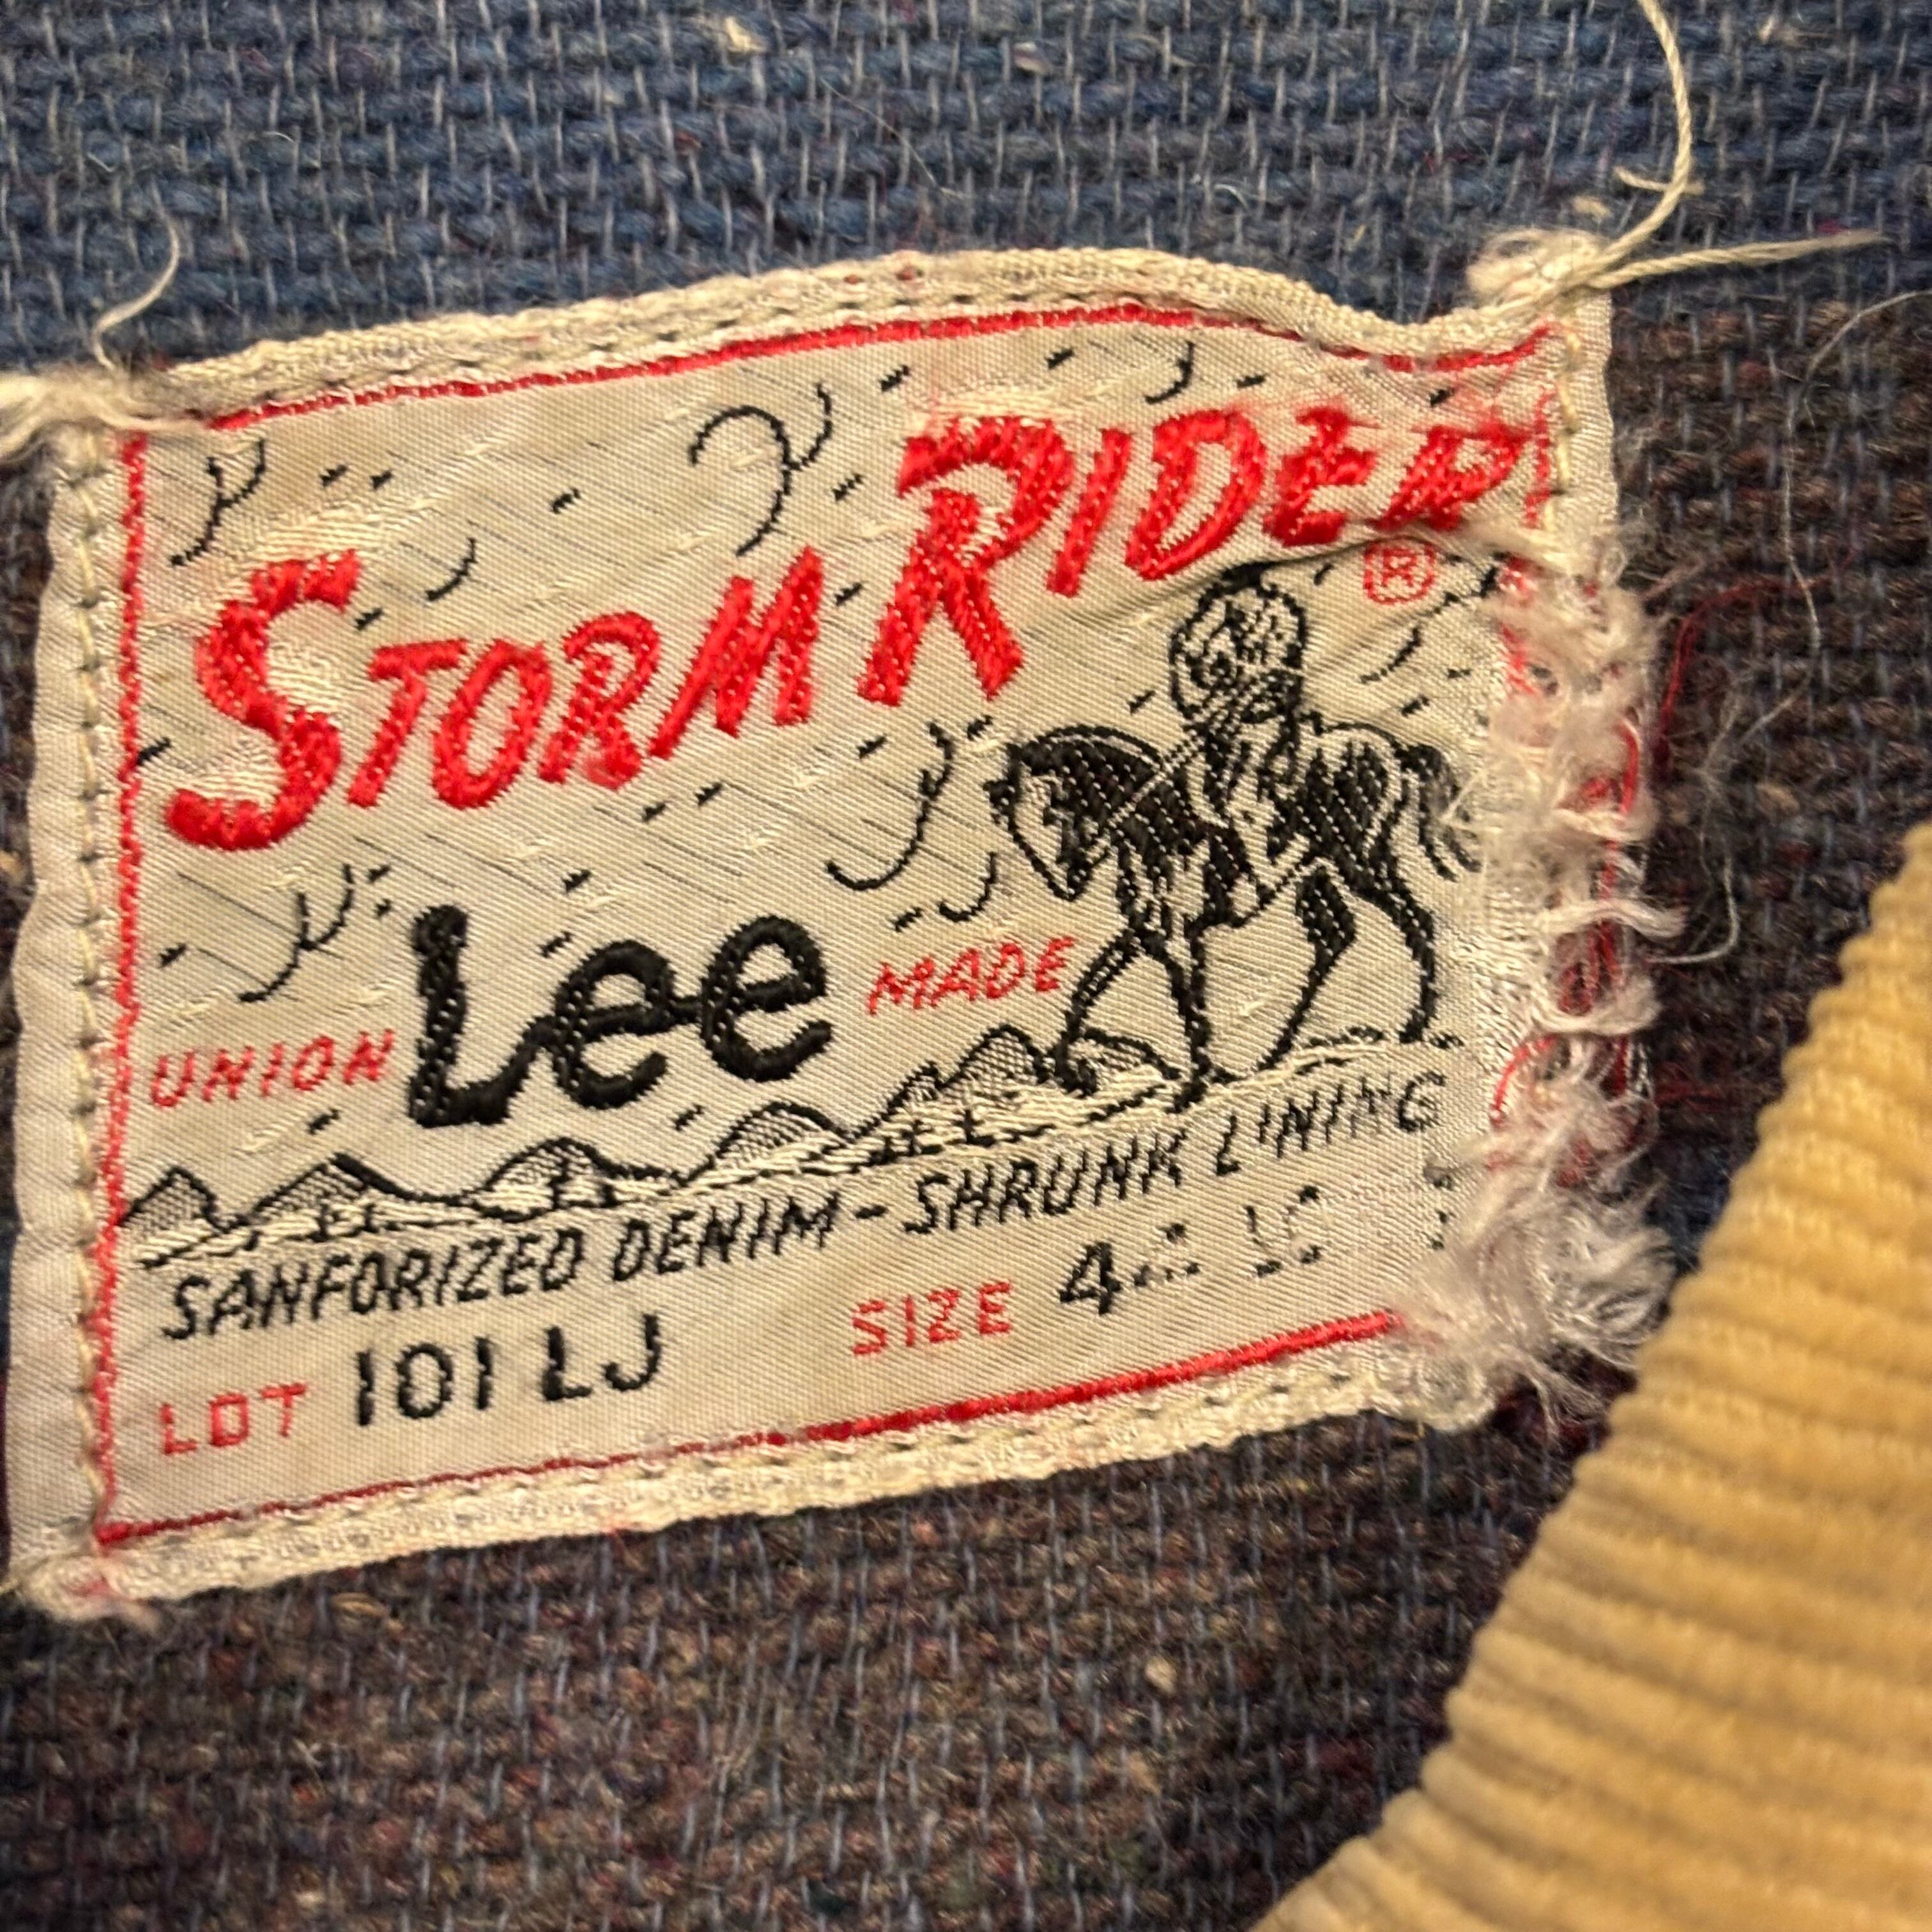 STORM RIDER ®
UNION Lee MADE
SANFORIZED DENIM - SHRUNK LINING
LOT 101 LJ SIZE